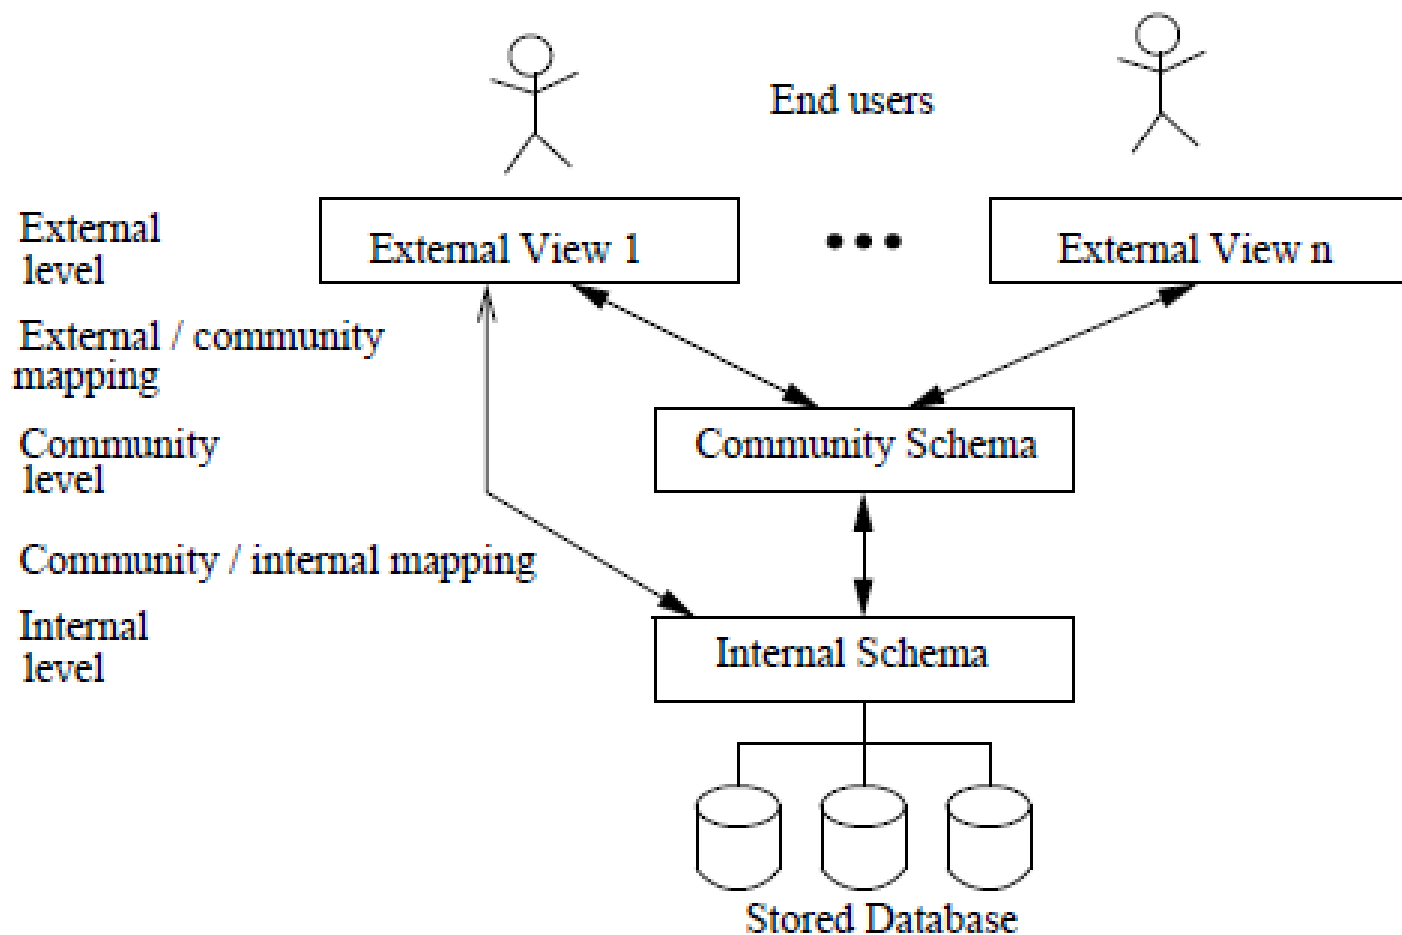 End users
External
level
External View 1
External View n
External / community
mapping
Community
level
Community Schema
Community / internal mapping
Internal
level
Internal Schema
Stored Database